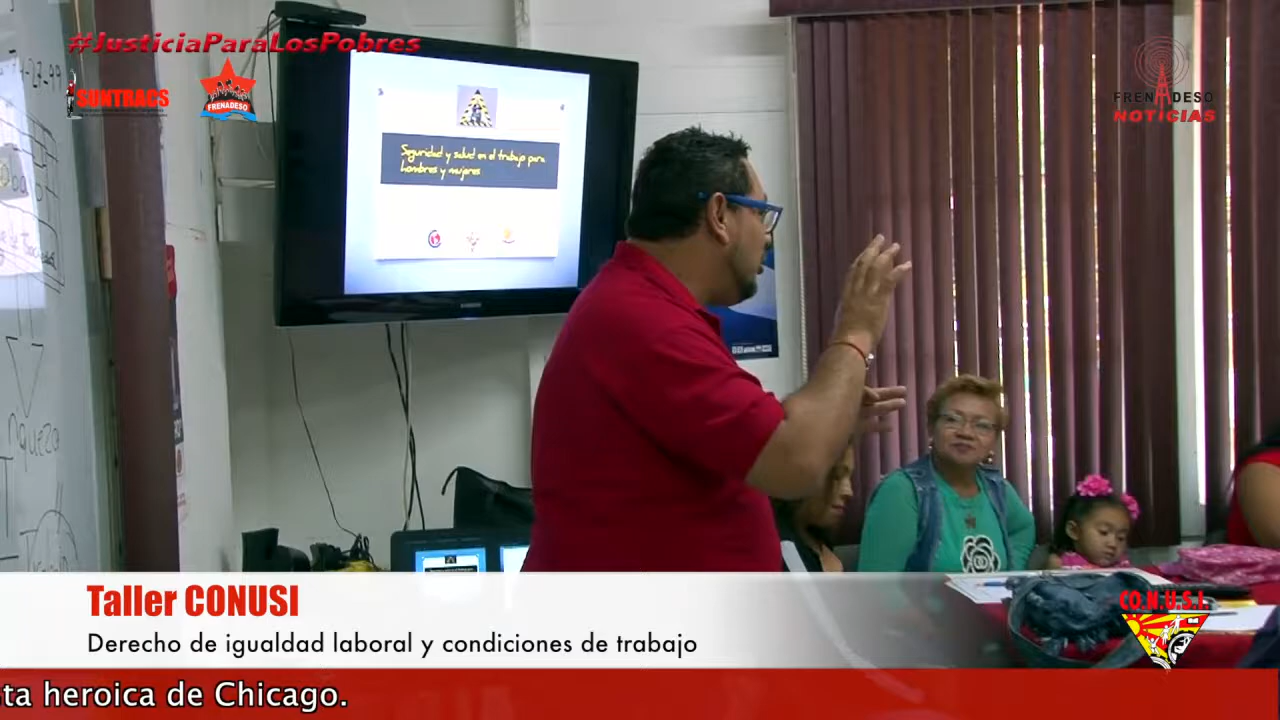 #JusticiaParaLosPobres
SUNTRACS
FRENADESO
FRENADESO
NOTICIAS
Seguridad y salud en el trabajo para
hombres y mujeres
Taller CONUSI
Derecho de igualdad laboral y condiciones de trabajo
CO.N.U.S.I.
ta heroica de Chicago.